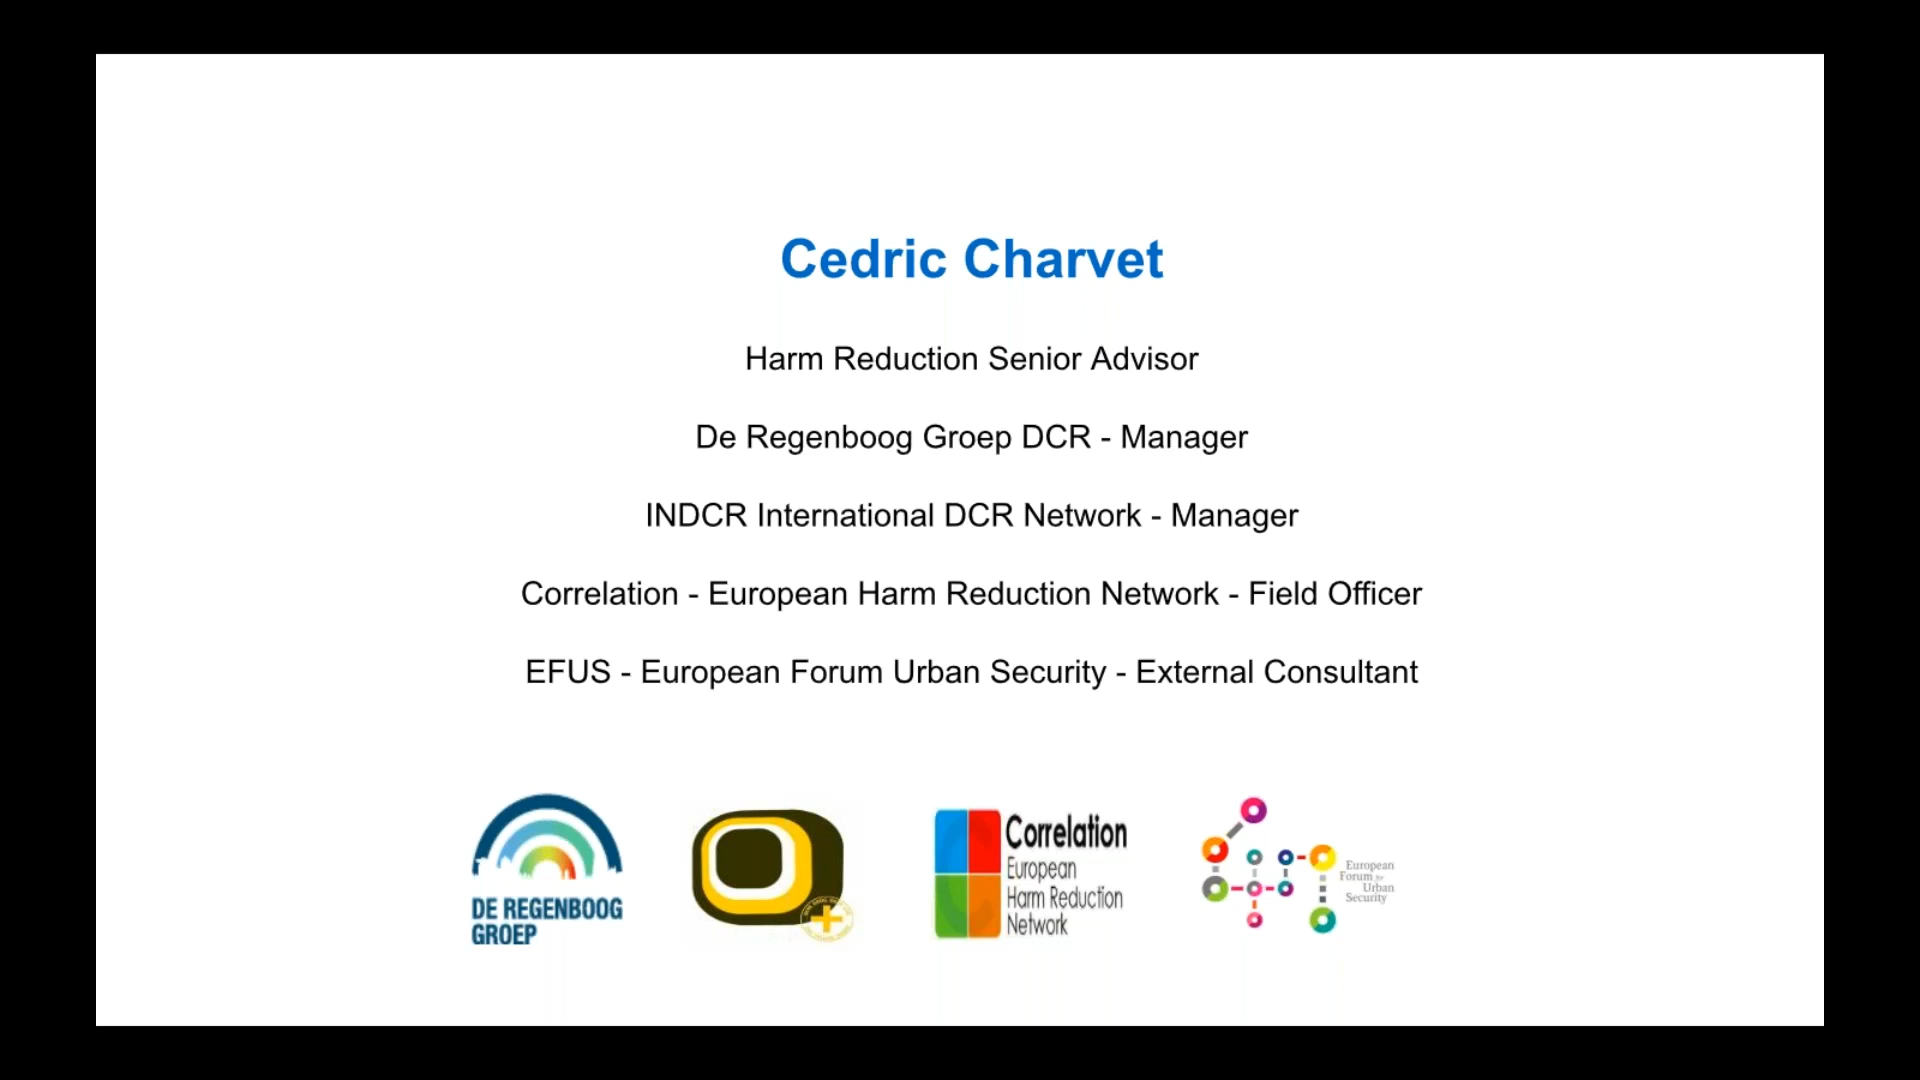 Cedric Charvet
Harm Reduction Senior Advisor
De Regenboog Groep DCR - Manager
INDCR International DCR Network - Manager
Correlation - European Harm Reduction Network - Field Officer
EFUS - European Forum Urban Security - External Consultant
DE REGENBOOG
GROEP
Correlation
European
Harm Reduction
Network
European
Forum for
Urban
Security